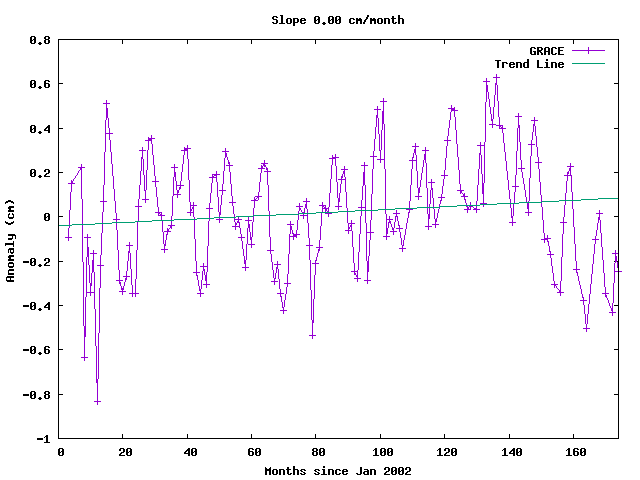 Slope 0.00 cm/month
0.8
0.6
0.4
0.2
0
-0.2
-0.4
-0.6
-0.8
-1
Anomaly (cm)
GRACE
Trend Line
0 20 40 60 80 100 120 140 160
Months since Jan 2002